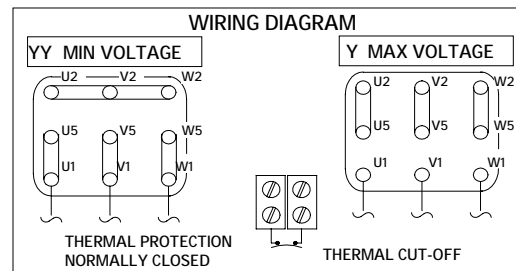 WIRING DIAGRAM
YY MIN VOLTAGE
Y MAX VOLTAGE
U2 V2 W2
U5 V5 W5
U1 V1 W1
U2 V2 W2
U5 V5 W5
U1 V1 W1
THERMAL PROTECTION
NORMALLY CLOSED
THERMAL CUT-OFF